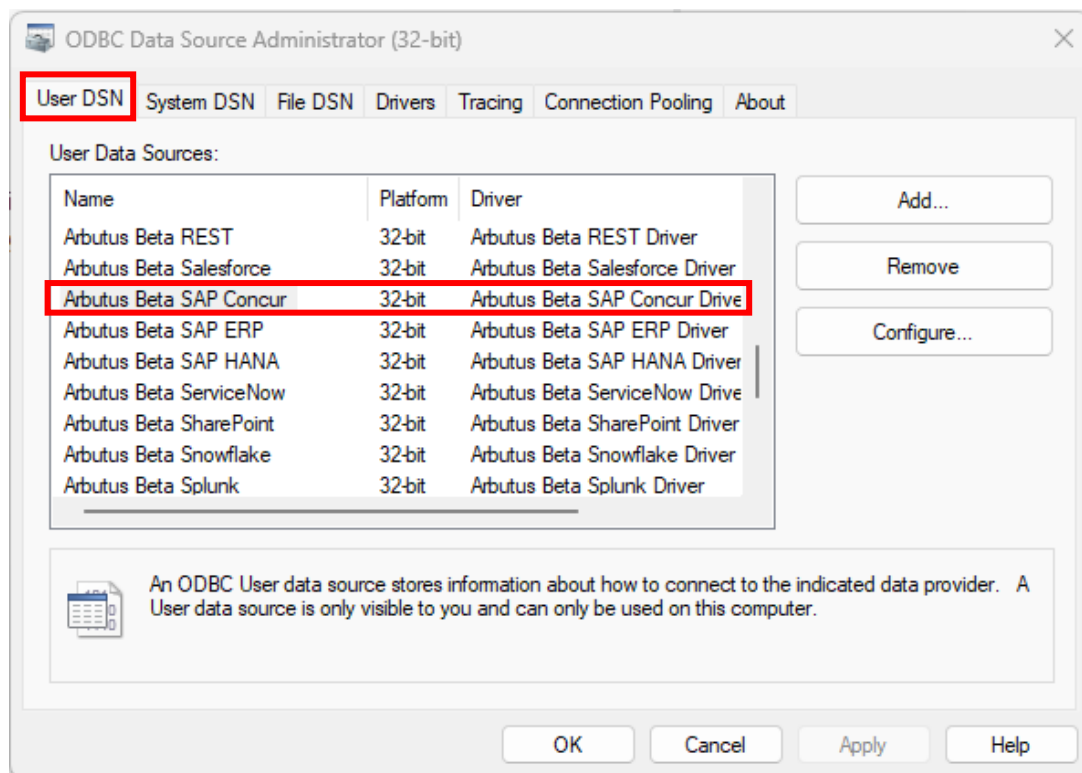 ODBC Data Source Administrator (32-bit)
User DSN System DSN File DSN Drivers Tracing Connection Pooling About
User Data Sources:
Name Platform Driver
Arbutus Beta REST 32-bit Arbutus Beta REST Driver
Arbutus Beta Salesforce 32-bit Arbutus Beta Salesforce Driver
Arbutus Beta SAP Concur 32-bit Arbutus Beta SAP Concur Drive
Arbutus Beta SAP ERP 32-bit Arbutus Beta SAP ERP Driver
Arbutus Beta SAP HANA 32-bit Arbutus Beta SAP HANA Driver
Arbutus Beta ServiceNow 32-bit Arbutus Beta ServiceNow Drive
Arbutus Beta SharePoint 32-bit Arbutus Beta SharePoint Driver
Arbutus Beta Snowflake 32-bit Arbutus Beta Snowflake Driver
Arbutus Beta Splunk 32-bit Arbutus Beta Splunk Driver
Add...
Remove
Configure...
An ODBC User data source stores information about how to connect to the indicated data provider. A
User data source is only visible to you and can only be used on this computer.
OK Cancel Apply Help